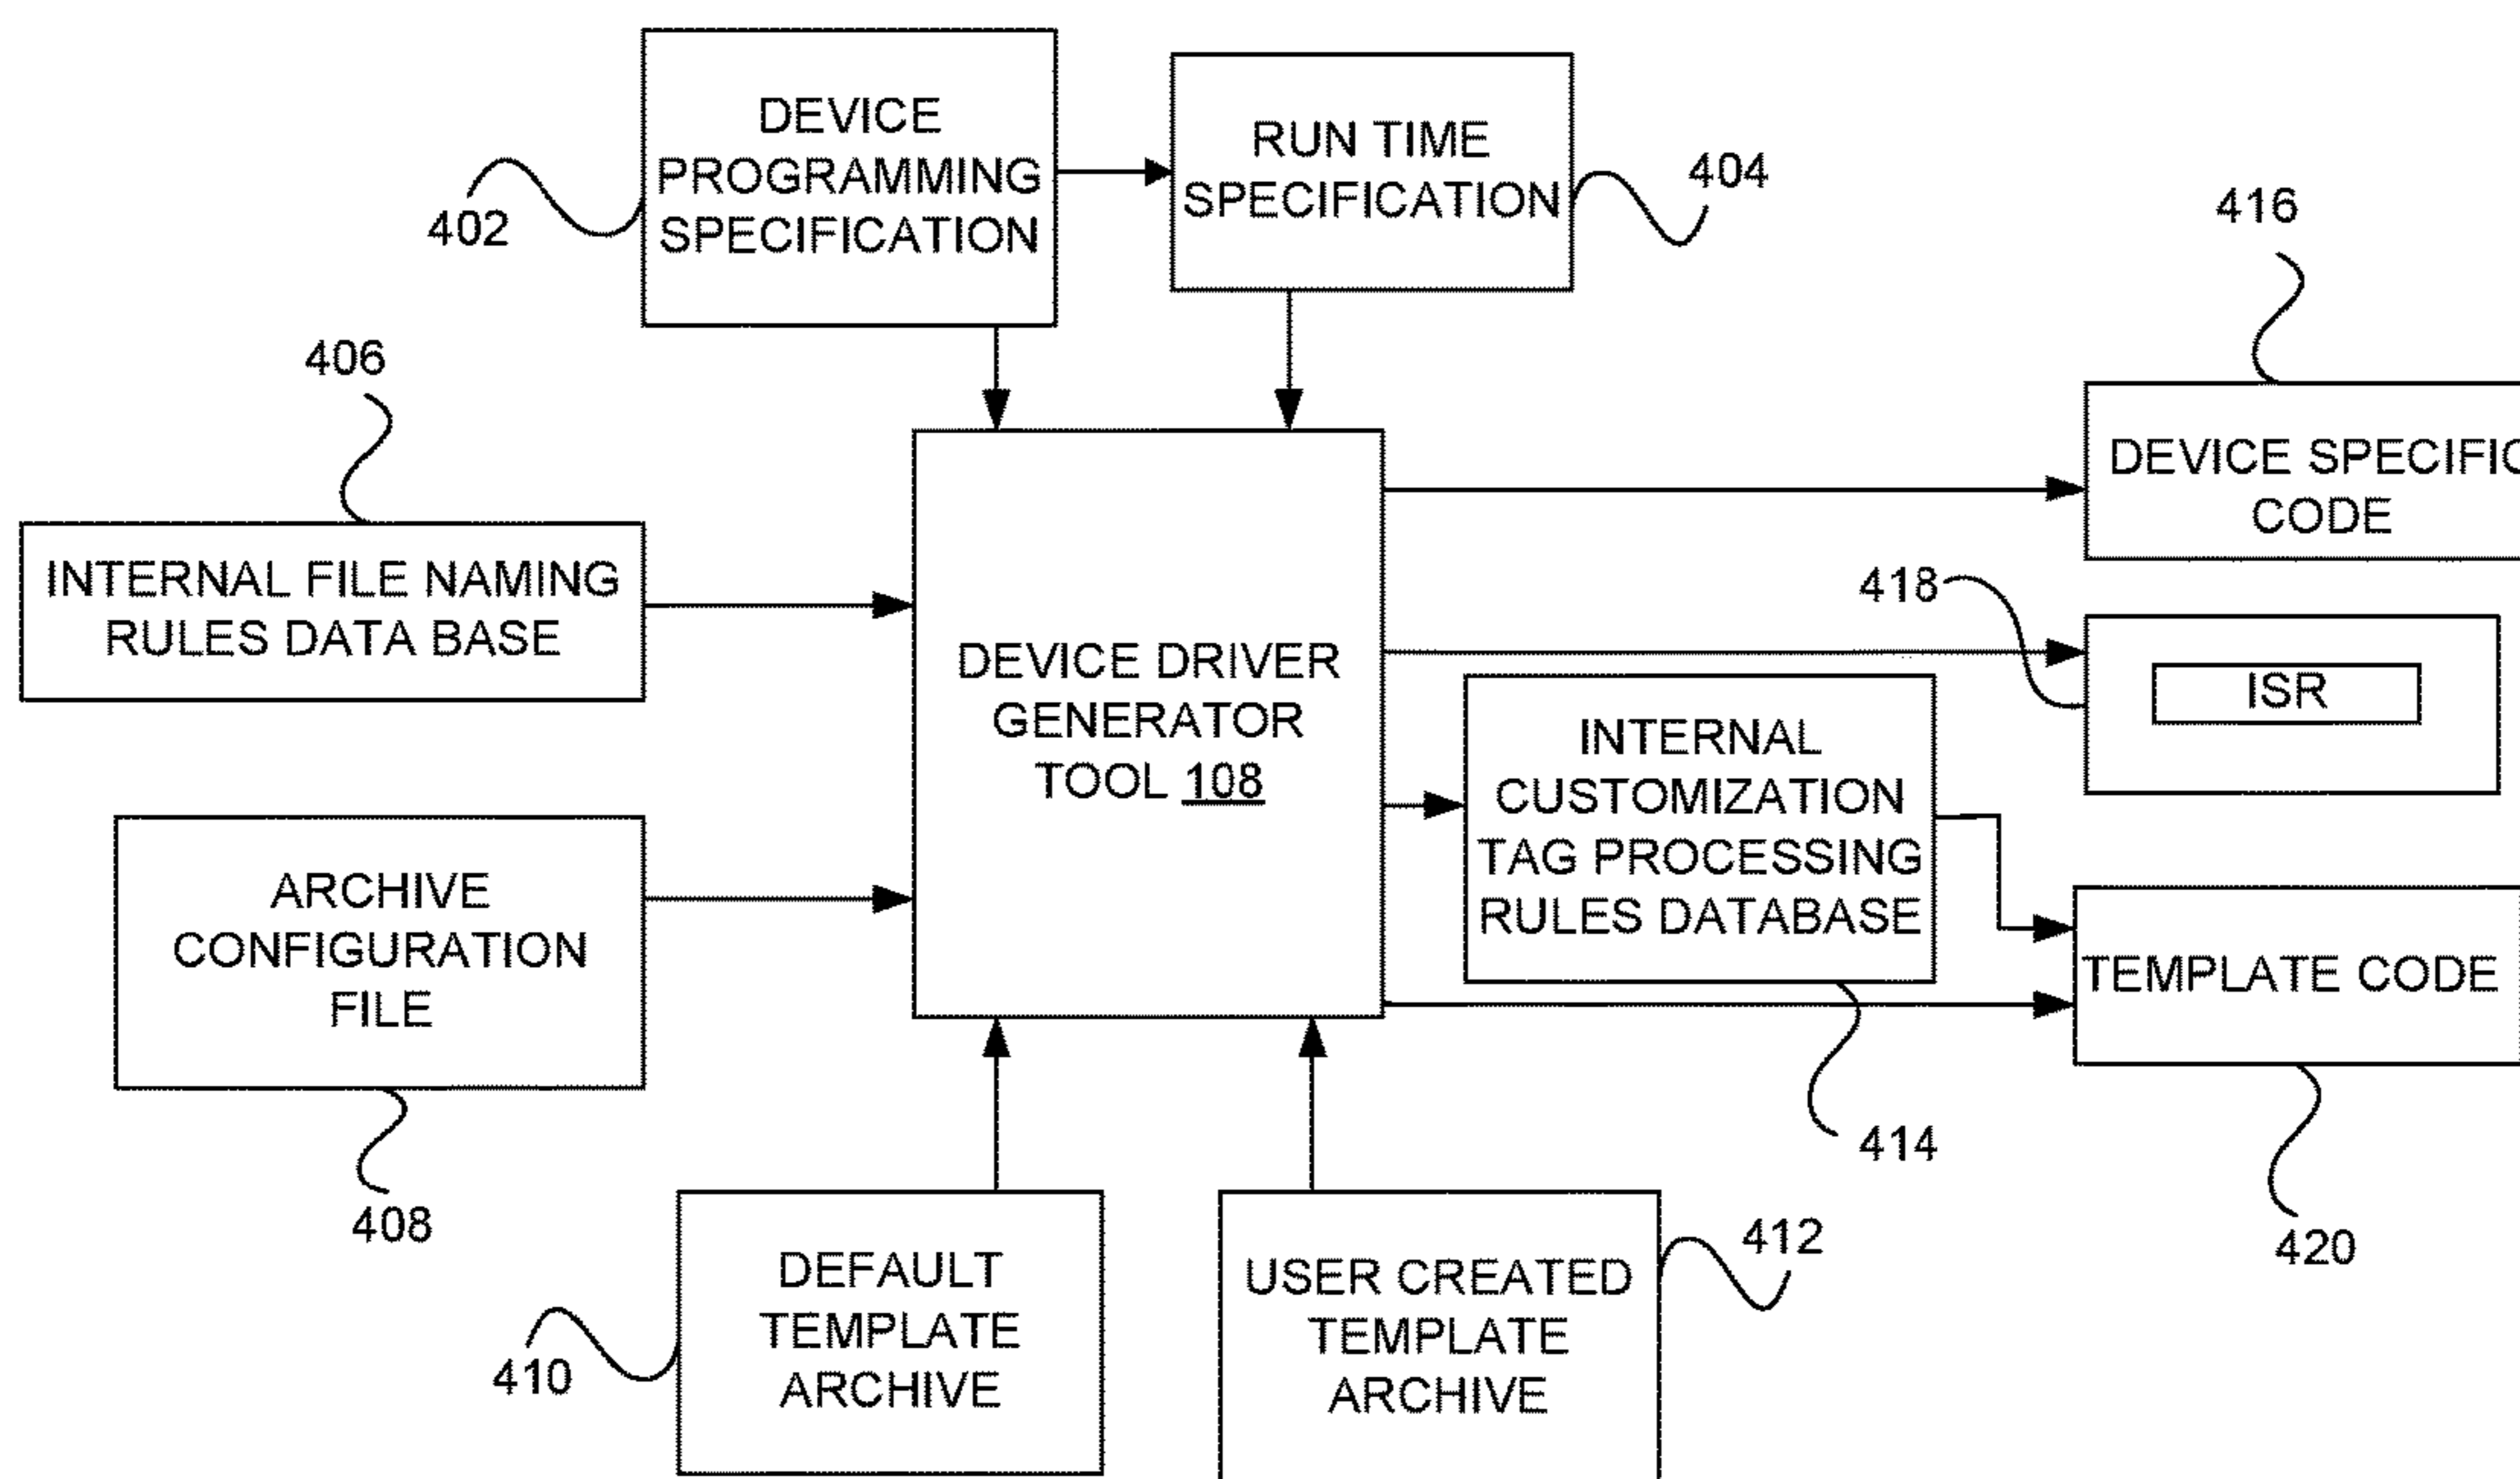 DEVICE
PROGRAMMING
SPECIFICATION
402
RUN TIME
SPECIFICATION
404
416
406
DEVICE SPECIFIC
CODE
INTERNAL FILE NAMING
RULES DATA BASE
418
DEVICE DRIVER
GENERATOR
TOOL 108
ISR
INTERNAL
CUSTOMIZATION
TAG PROCESSING
RULES DATABASE
ARCHIVE
CONFIGURATION
FILE
TEMPLATE CODE
414
408
420
DEFAULT
TEMPLATE
ARCHIVE
410
USER CREATED
TEMPLATE
ARCHIVE
412